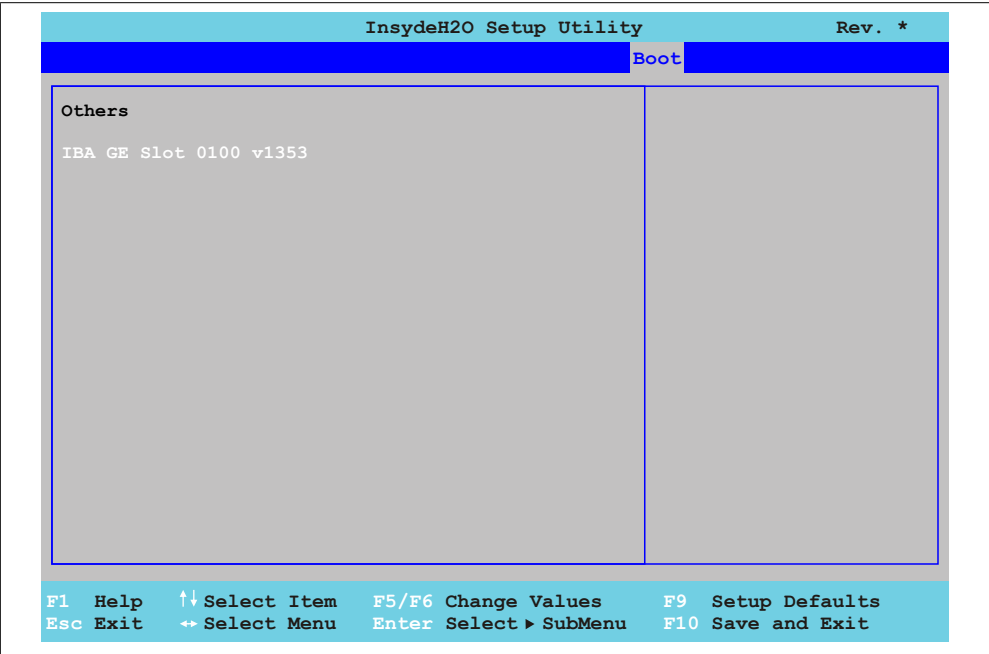 InsydeH2O Setup Utility Rev. *
Boot
Others
IBA GE Slot 0100 v1353
F1 Help ↑↓ Select Item F5/F6 Change Values F9 Setup Defaults
Esc Exit ↔ Select Menu Enter Select ▶ SubMenu F10 Save and Exit